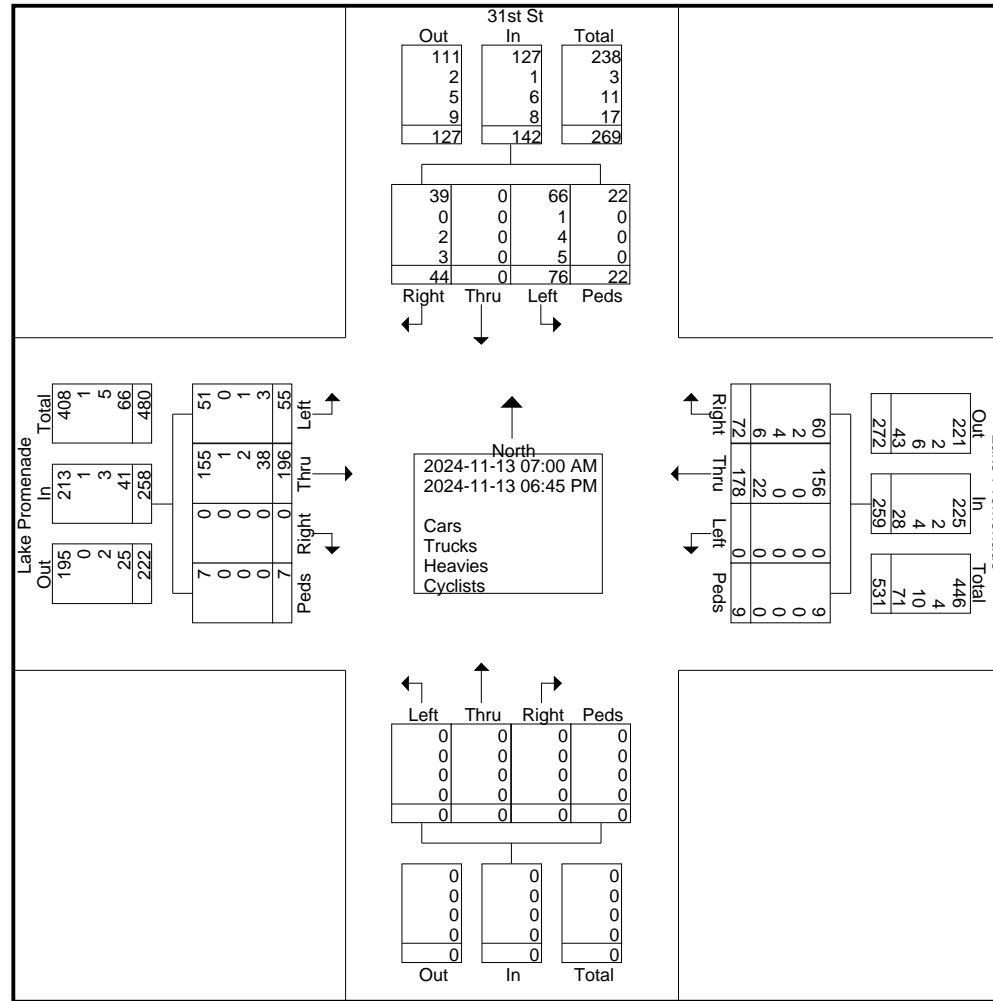 31st St
Out In Total
111 127 238
2 1 3
5 6 11
9 8 17
127 142 269
39 0 66 22
0 0 1 0
2 0 4 0
3 0 5 0
44 0 76 22
Right Thru Left Peds
Lake Promenade
Total
408 1 5 66 480
In
213 1 3 41 258
Out
195 0 2 25 222
51 0 1 3 55
Left
155 1 2 38 196
Thru
0 0 0 0 0
Right
7 0 0 0 7
Peds
North
2024-11-13 07:00 AM
2024-11-13 06:45 PM
Cars
Trucks
Heavies
Cyclists
Right
60 2 4 6 72
Thru
156 0 0 22 178
Left
0 0 0 0 0
Peds
9 0 0 0 9
Out
221 2 6 43 272
In
225 2 4 28 259
Total
446 4 10 71 531
Left Thru Right Peds
0 0 0 0
0 0 0 0
0 0 0 0
0 0 0 0
0 0 0 0
0 0 0
0 0 0
0 0 0
0 0 0
0 0 0
Out In Total